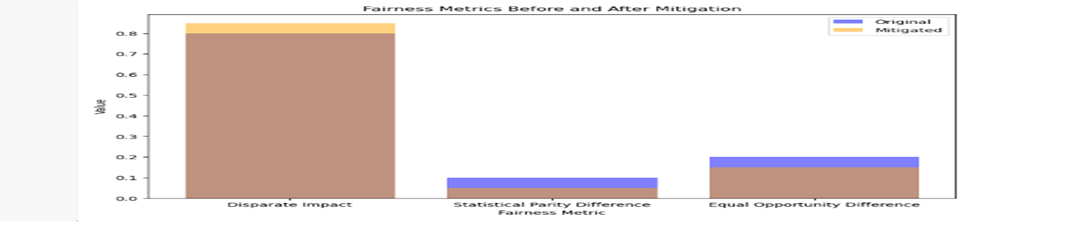 Fairness Metrics Before and After Mitigation
Original
Mitigated
0.8
0.7
0.6
0.5
0.4
0.3
0.2
0.1
0.0
Value
Disparate Impact
Statistical Parity Difference
Equal Opportunity Difference
Fairness Metric